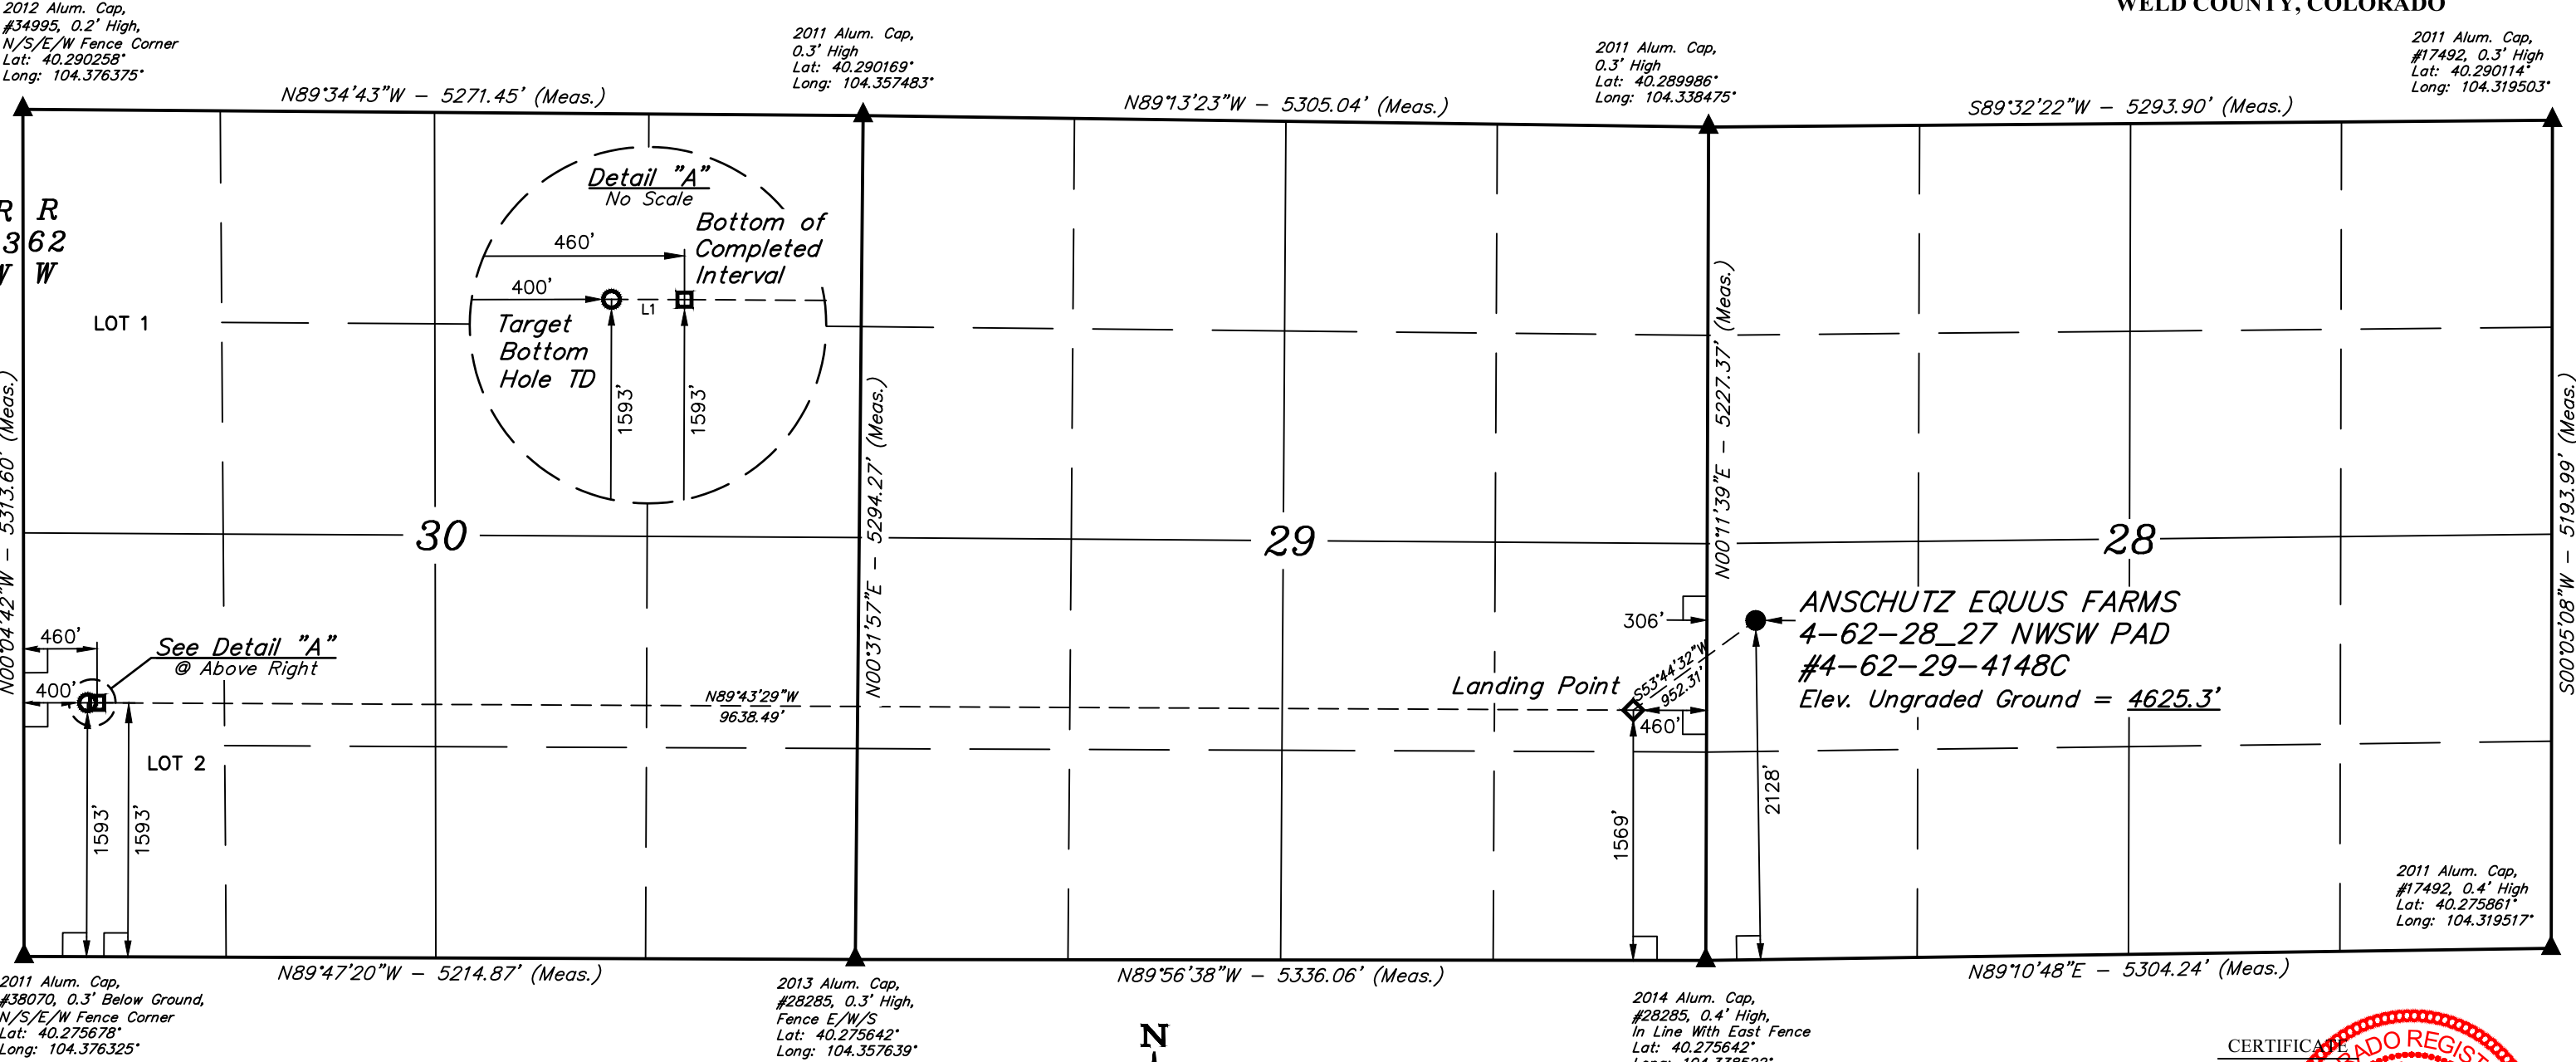 WELD COUNTY, COLORADO
2012 Alum. Cap,
#34995, 0.2' High,
N/S/E/W Fence Corner
Lat: 40.290258°
Long: 104.376375°
2011 Alum. Cap,
0.3' High
Lat: 40.290169°
Long: 104.357483°
2011 Alum. Cap,
0.3' High
Lat: 40.289986°
Long: 104.338475°
2011 Alum. Cap,
#17492, 0.3' High
Lat: 40.290114°
Long: 104.319503°
N89°34'43"W - 5271.45' (Meas.)
N89°13'23"W - 5305.04' (Meas.)
S89°32'22"W - 5293.90' (Meas.)
R R
3 62
W W
Detail "A"
No Scale
Bottom of
Completed
Interval
460'
400'
L1
Target
Bottom
Hole TD
1593'
1593'
LOT 1
N00°04'42"W - 5313.60' (Meas.)
N00°31'57"E - 5294.27' (Meas.)
N00°11'39"E - 5227.37' (Meas.)
S00°05'08"W - 5193.99' (Meas.)
30
29
28
460'
See Detail "A"
@ Above Right
400'
N89°43'29"W
9638.49'
Landing Point
306'
S53°44'32"W
952.31'
460'
ANSCHUTZ EQUUS FARMS
4-62-28_27 NWSW PAD
#4-62-29-4148C
Elev. Ungraded Ground = 4625.3'
LOT 2
1593'
1593'
1569'
2128'
2011 Alum. Cap,
#17492, 0.4' High
Lat: 40.275861°
Long: 104.319517°
N89°47'20"W - 5214.87' (Meas.)
N89°56'38"W - 5336.06' (Meas.)
N89°10'48"E - 5304.24' (Meas.)
2011 Alum. Cap,
#38070, 0.3' Below Ground,
N/S/E/W Fence Corner
Lat: 40.275678°
Long: 104.376325°
2013 Alum. Cap,
#28285, 0.3' High,
Fence E/W/S
Lat: 40.275642°
Long: 104.357639°
2014 Alum. Cap,
#28285, 0.4' High,
In Line With East Fence
Lat: 40.275642°
N
CERTIFICATE